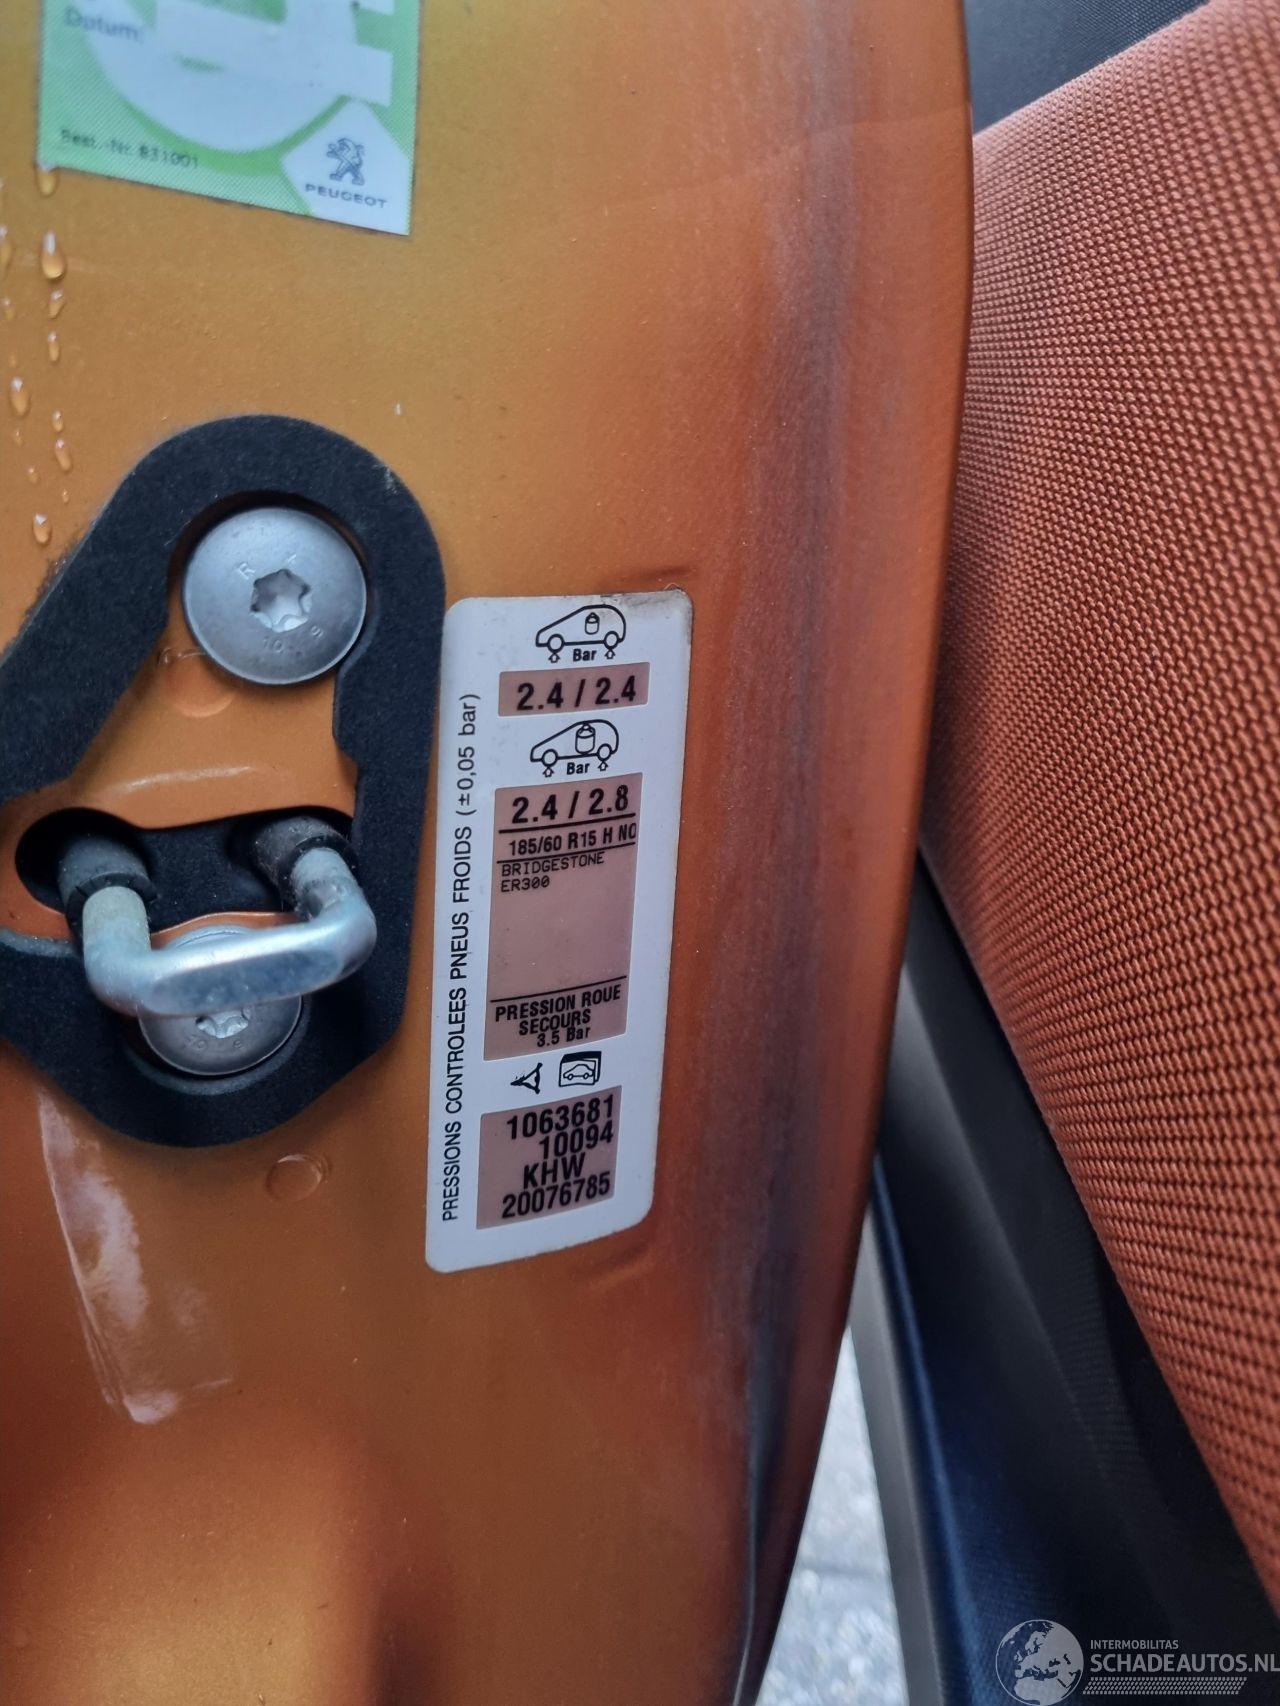 Datum:
Best.-Nr. 831001
PEUGEOT
R
10 9
Bar
2.4 / 2.4
Bar
2.4 / 2.8
185/60 R15 H NO
BRIDGESTONE
ER300
PRESSION ROUE
SECOURS
3.5 Bar
1063681
10094
KHW
20076785
PRESSIONS CONTROLEES PNEUS FROIDS (±0,05 bar)
INTERMOBILITAS
SCHADEAUTOS.NL